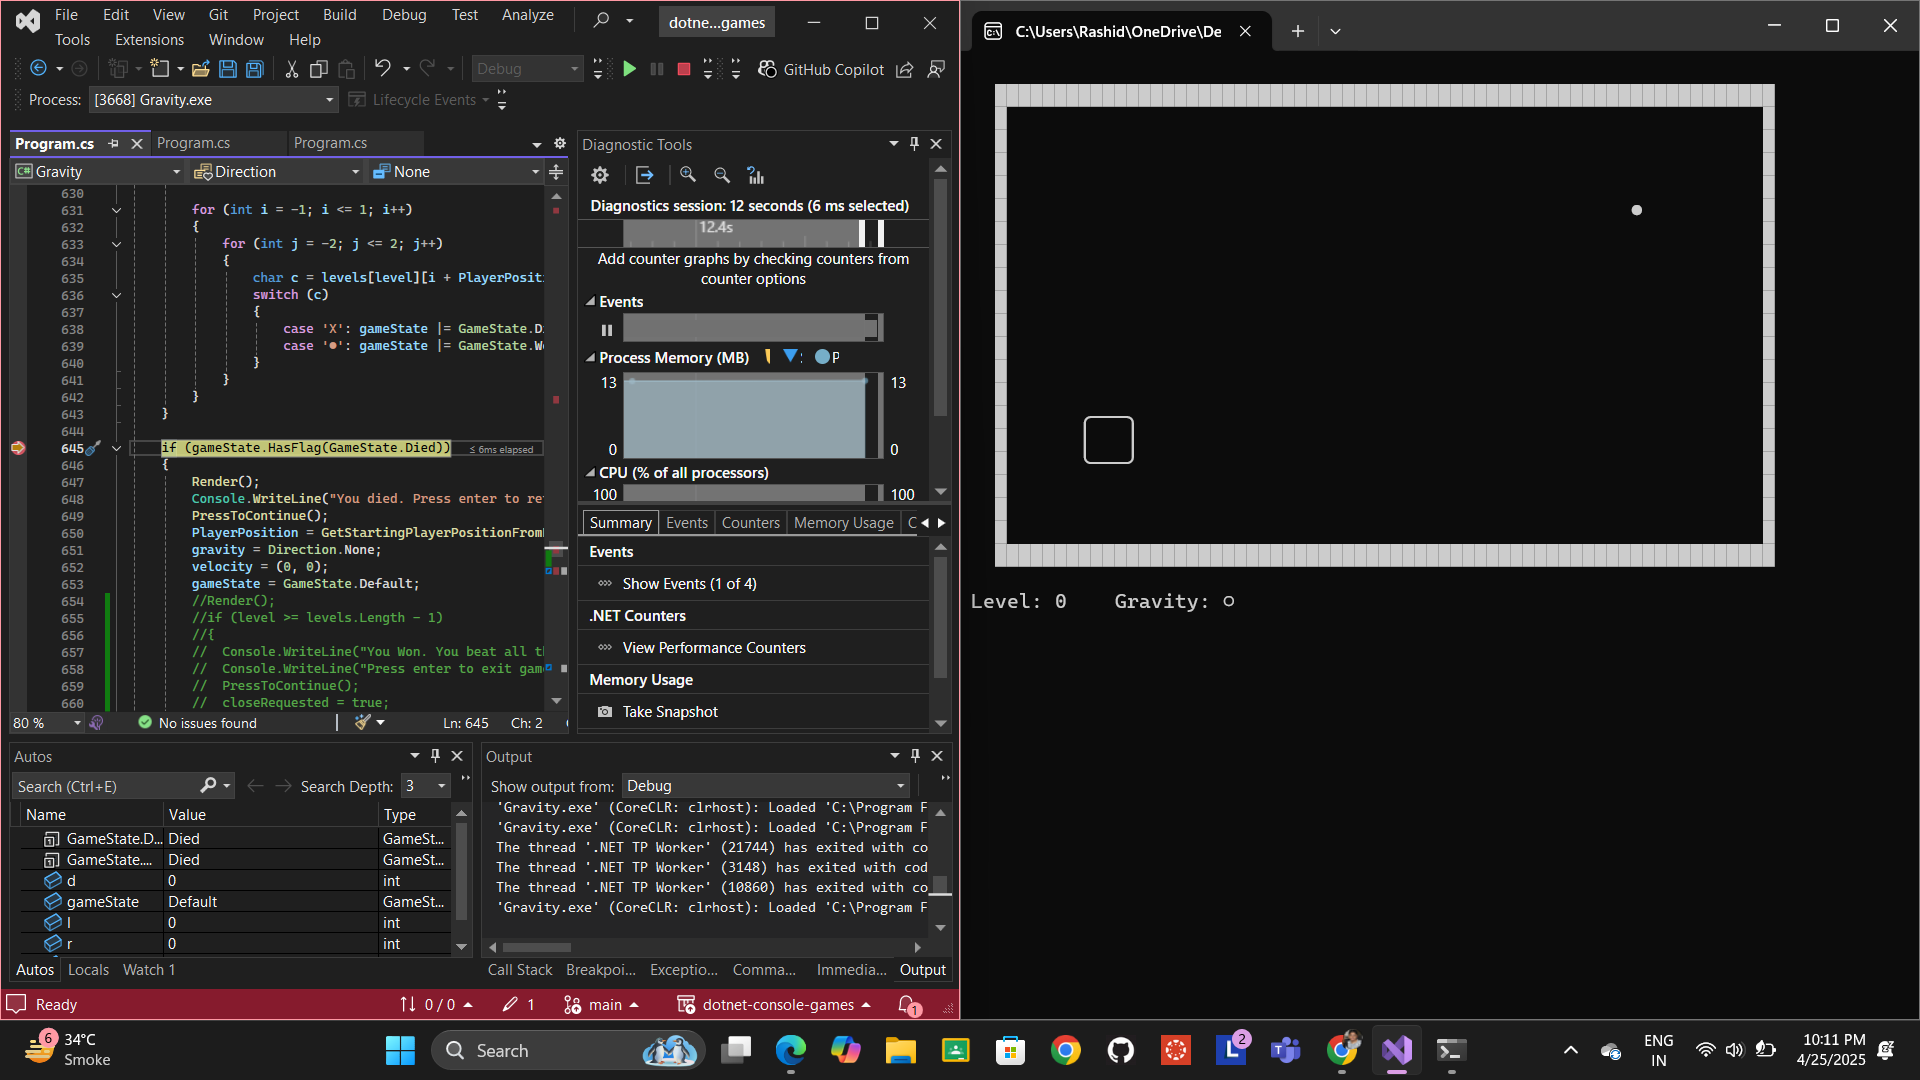 File Edit View Git Project Build Debug Test Analyze
dotne...games
Tools Extensions Window Help
Debug
GitHub Copilot
Process: [3668] Gravity.exe
Lifecycle Events
Program.cs Program.cs Program.cs
Gravity Direction None
630
631 for (int i = -1; i <= 1; i++)
632 {
633 for (int j = -2; j <= 2; j++)
634 {
635 char c = levels[level][i + PlayerPositi
636 switch (c)
637 {
638 case 'X': gameState |= GameState.D
639 case '●': gameState |= GameState.W
640 }
641 }
642 }
643 }
644
645 if (gameState.HasFlag(GameState.Died)) ≤ 6ms elapsed
646 {
647 Render();
648 Console.WriteLine("You died. Press enter to re
649 PressToContinue();
650 PlayerPosition = GetStartingPlayerPositionFrom
651 gravity = Direction.None;
652 velocity = (0, 0);
653 gameState = GameState.Default;
654 //Render();
655 //if (level >= levels.Length - 1)
656 //{
657 // Console.WriteLine("You Won. You beat all t
658 // Console.WriteLine("Press enter to exit gam
659 // PressToContinue();
660 // closeRequested = true;
80 % No issues found Ln: 645 Ch: 2
Diagnostic Tools
Diagnostics session: 12 seconds (6 ms selected)
12.4s
Add counter graphs by checking counters from
counter options
Events
Process Memory (MB) P
13 13
0 0
CPU (% of all processors)
100 100
Summary Events Counters Memory Usage C
Events
Show Events (1 of 4)
.NET Counters
View Performance Counters
Memory Usage
Take Snapshot
Autos
Search (Ctrl+E) Search Depth: 3
Name Value Type
GameState.D... Died GameSt...
GameState.... Died GameSt...
d 0 int
gameState Default GameSt...
l 0 int
r 0 int
Autos Locals Watch 1
Output
Show output from: Debug
'Gravity.exe' (CoreCLR: clrhost): Loaded 'C:\Program F
'Gravity.exe' (CoreCLR: clrhost): Loaded 'C:\Program F
The thread '.NET TP Worker' (21744) has exited with co
The thread '.NET TP Worker' (3148) has exited with cod
The thread '.NET TP Worker' (10860) has exited with co
'Gravity.exe' (CoreCLR: clrhost): Loaded 'C:\Program F
Call Stack Breakpoi... Exceptio... Comma... Immedia... Output
Ready 0 / 0 1 main dotnet-console-games 1
C:\Users\Rashid\OneDrive\De
Level: 0 Gravity: ○
6 34°C
Smoke
Search
2
ENG
IN
10:11 PM
4/25/2025